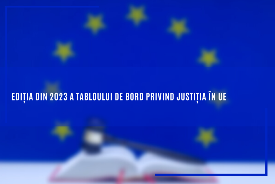 EDIȚIA DIN 2023 A TABLOULUI DE BORD PRIVIND JUSTIȚIA ÎN UE